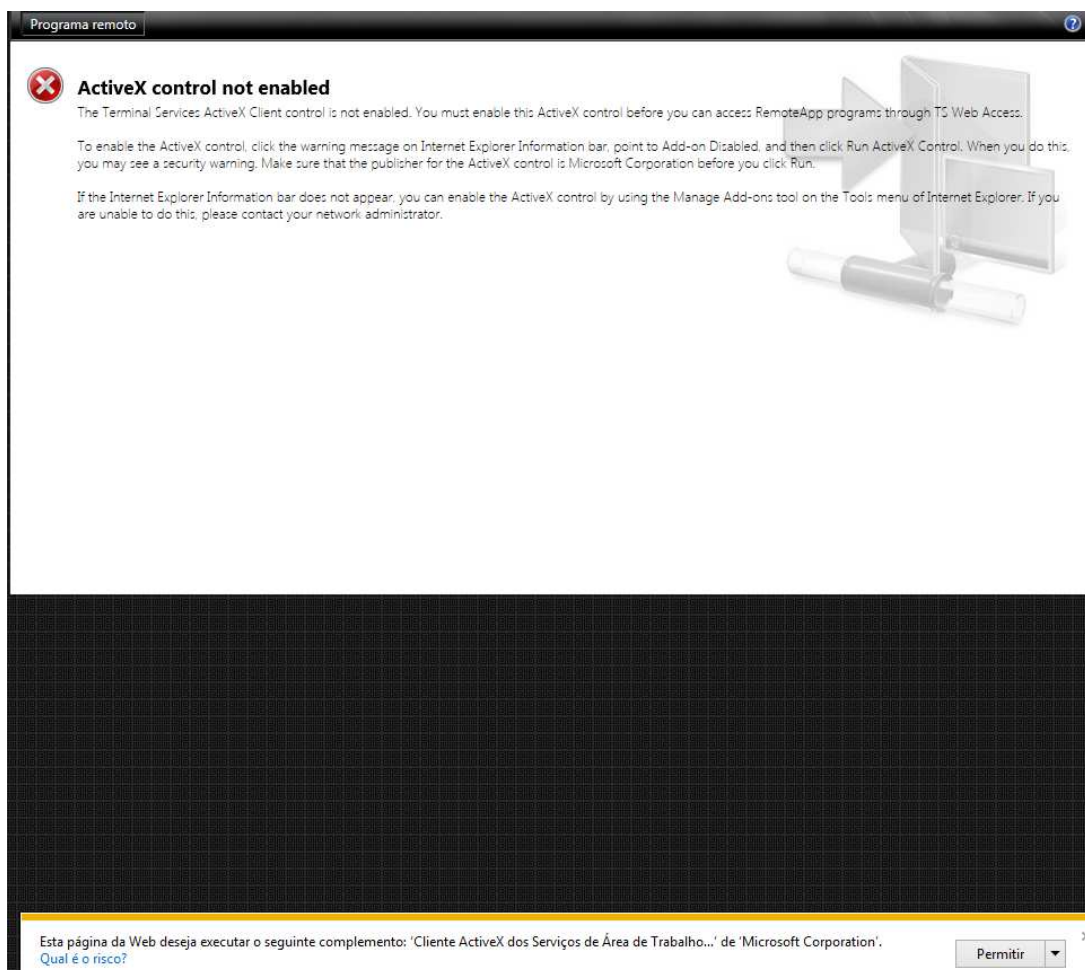 Programa remoto
ActiveX control not enabled
The Terminal Services ActiveX Client control is not enabled. You must enable this ActiveX control before you can access RemoteApp programs through TS Web Access.
To enable the ActiveX control, click the warning message on Internet Explorer Information bar, point to Add-on Disabled, and then click Run ActiveX Control. When you do this,
you may see a security warning. Make sure that the publisher for the ActiveX control is Microsoft Corporation before you click Run.
If the Internet Explorer Information bar does not appear, you can enable the ActiveX control by using the Manage Add-ons tool on the Tools menu of Internet Explorer. If you
are unable to do this, please contact your network administrator.
Esta página da Web deseja executar o seguinte complemento: 'Cliente ActiveX dos Serviços de Área de Trabalho...' de 'Microsoft Corporation'.
Qual é o risco?
Permitir